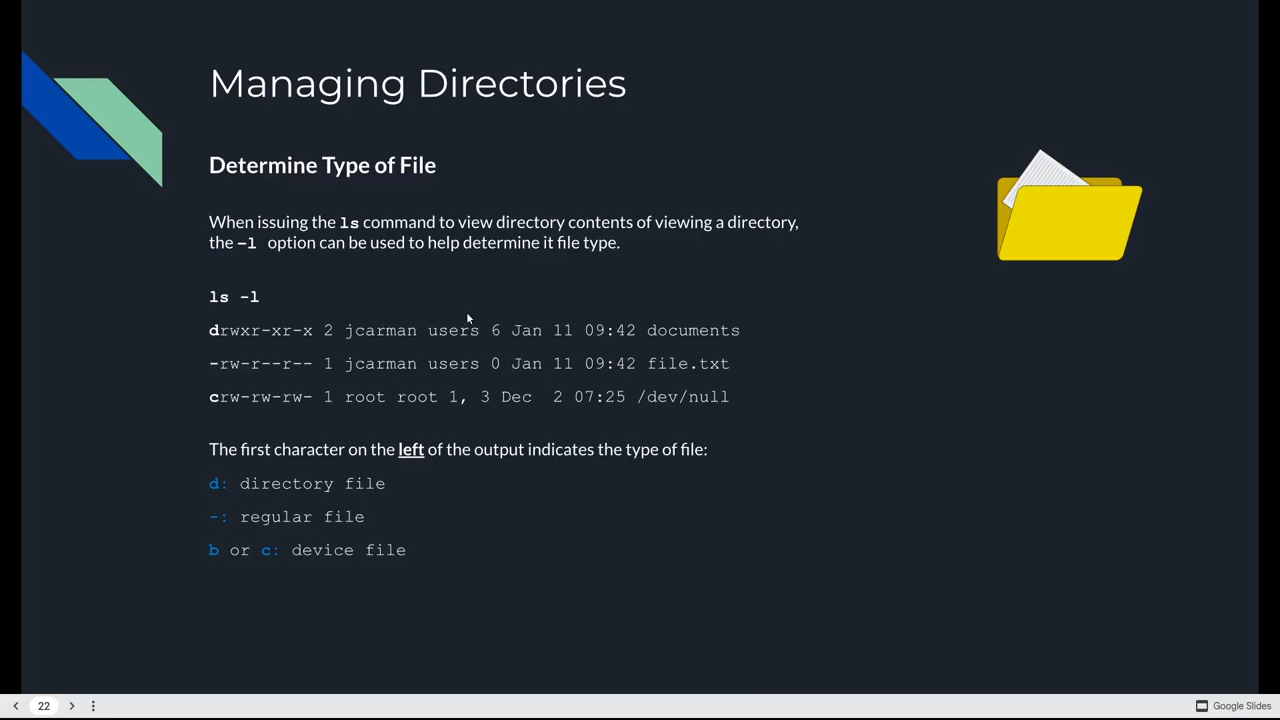 Managing Directories
Determine Type of File
When issuing the ls command to view directory contents of viewing a directory,
the -l option can be used to help determine it file type.
ls -l
drwxr-xr-x 2 jcarman users 6 Jan 11 09:42 documents
-rw-r--r-- 1 jcarman users 0 Jan 11 09:42 file.txt
crw-rw-rw- 1 root root 1, 3 Dec  2 07:25 /dev/null
The first character on the left of the output indicates the type of file:
d: directory file
-: regular file
b or c: device file
22
Google Slides